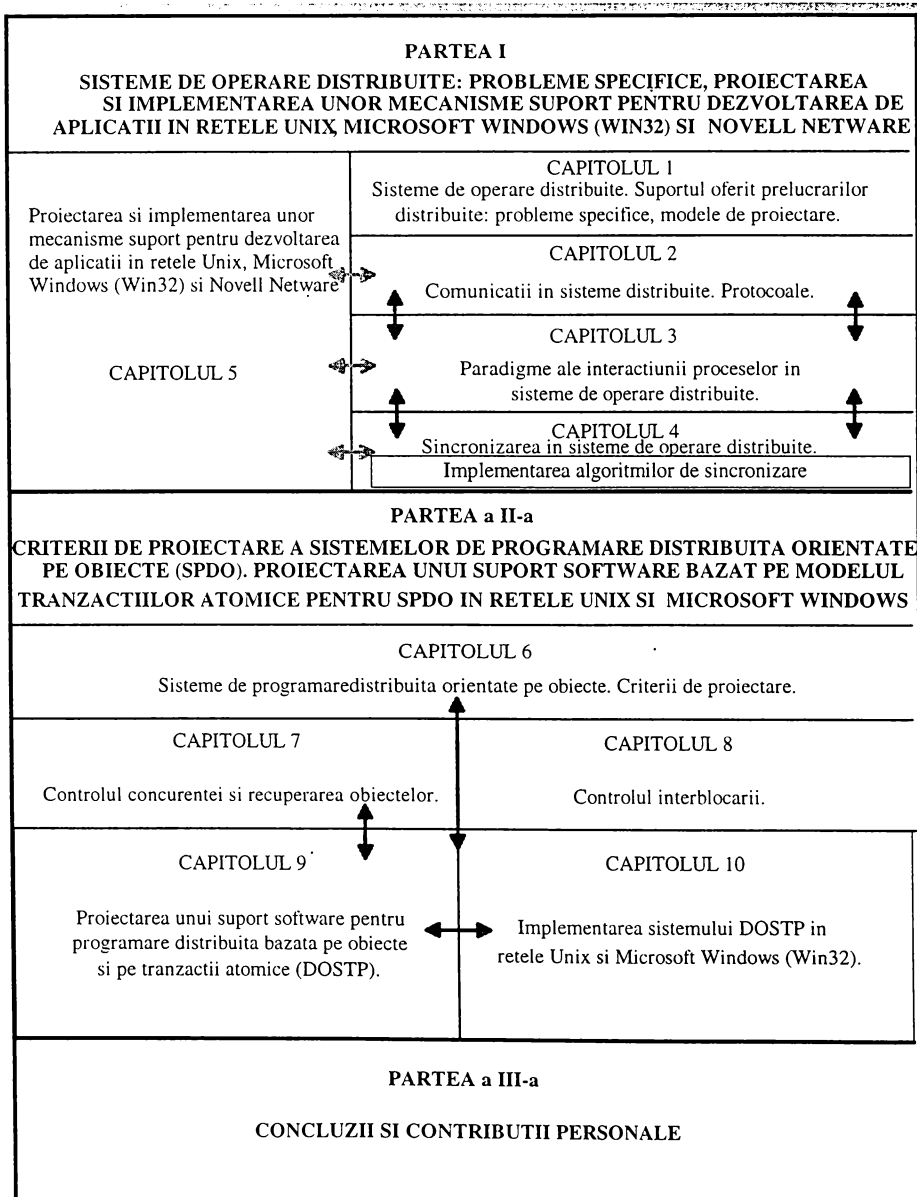 PARTEA I
SISTEME DE OPERARE DISTRIBUITE: PROBLEME SPECIFICE, PROIECTAREA
SI IMPLEMENTAREA UNOR MECANISME SUPORT PENTRU DEZVOLTAREA DE
APLICATII IN RETELE UNIX, MICROSOFT WINDOWS (WIN32) SI NOVELL NETWARE
Proiectarea si implementarea unor
mecanisme suport pentru dezvoltarea
de aplicatii in retele Unix, Microsoft
Windows (Win32) si Novell Netware
CAPITOLUL 5
CAPITOLUL 1
Sisteme de operare distribuite. Suportul oferit prelucrarilor
distribuite: probleme specifice, modele de proiectare.
CAPITOLUL 2
Comunicatii in sisteme distribuite. Protocoale.
CAPITOLUL 3
Paradigme ale interactiunii proceselor in
sisteme de operare distribuite.
CAPITOLUL 4
Sincronizarea in sisteme de operare distribuite.
Implementarea algoritmilor de sincronizare
PARTEA a II-a
CRITERII DE PROIECTARE A SISTEMELOR DE PROGRAMARE DISTRIBUITA ORIENTATE
PE OBIECTE (SPDO). PROIECTAREA UNUI SUPORT SOFTWARE BAZAT PE MODELUL
TRANZACTIILOR ATOMICE PENTRU SPDO IN RETELE UNIX SI MICROSOFT WINDOWS
CAPITOLUL 6
Sisteme de programaredistribuita orientate pe obiecte. Criterii de proiectare.
CAPITOLUL 7
Controlul concurentei si recuperarea obiectelor.
CAPITOLUL 8
Controlul interblocarii.
CAPITOLUL 9
Proiectarea unui suport software pentru
programare distribuita bazata pe obiecte
si pe tranzactii atomice (DOSTP).
CAPITOLUL 10
Implementarea sistemului DOSTP in
retele Unix si Microsoft Windows (Win32).
PARTEA a III-a
CONCLUZII SI CONTRIBUTII PERSONALE